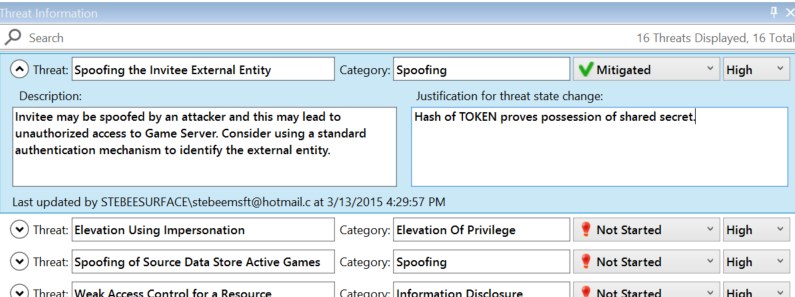 Threat Information
Search
16 Threats Displayed, 16 Total
Threat: Spoofing the Invitee External Entity Category: Spoofing Mitigated High
Description: Justification for threat state change:
Invitee may be spoofed by an attacker and this may lead to
unauthorized access to Game Server. Consider using a standard
authentication mechanism to identify the external entity.
Hash of TOKEN proves possession of shared secret.
Last updated by STEBEESURFACE\stebeemsft@hotmail.c at 3/13/2015 4:29:57 PM
Threat: Elevation Using Impersonation Category: Elevation Of Privilege Not Started High
Threat: Spoofing of Source Data Store Active Games Category: Spoofing Not Started High
Threat: Weak Access Control for a Resource Category: Information Disclosure Not Started High